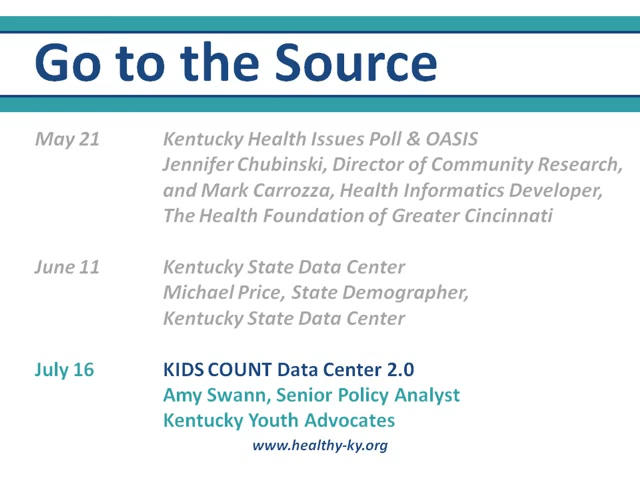 Go to the Source
May 21 Kentucky Health Issues Poll & OASIS
Jennifer Chubinski, Director of Community Research,
and Mark Carrozza, Health Informatics Developer,
The Health Foundation of Greater Cincinnati
June 11 Kentucky State Data Center
Michael Price, State Demographer,
Kentucky State Data Center
July 16 KIDS COUNT Data Center 2.0
Amy Swann, Senior Policy Analyst
Kentucky Youth Advocates
www.healthy-ky.org